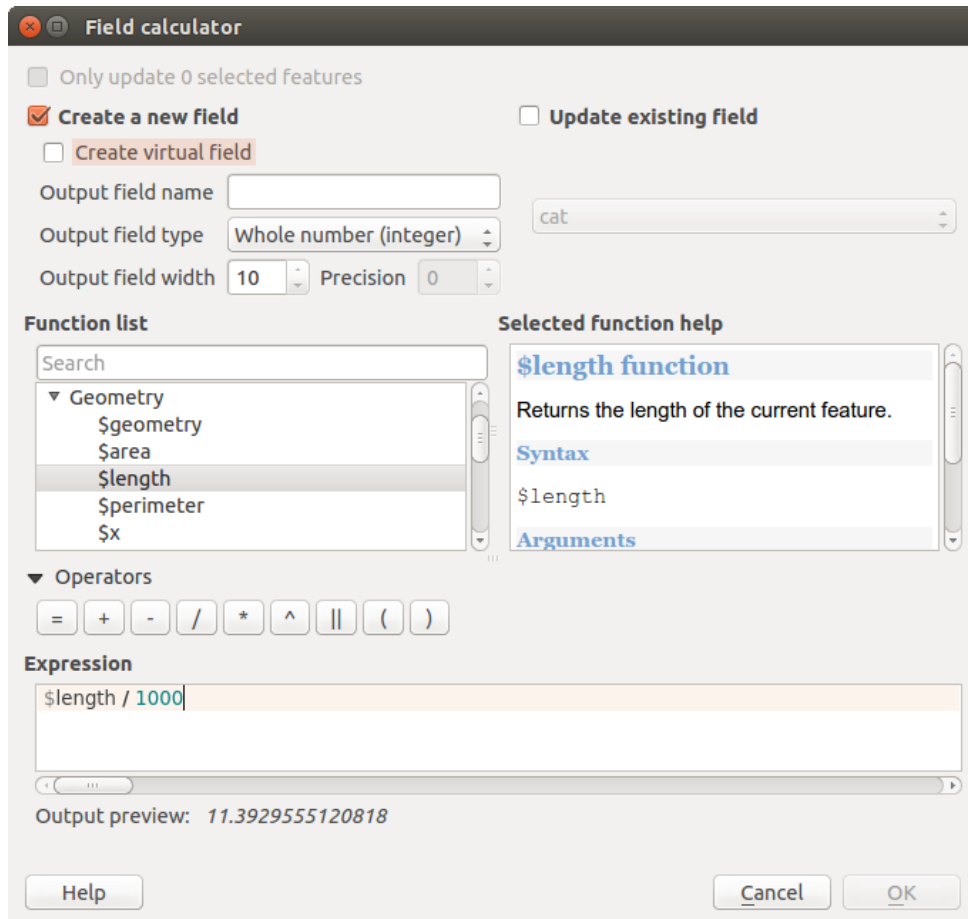 Field calculator
Only update 0 selected features
Create a new field
Update existing field
Create virtual field
Output field name
cat
Output field type Whole number (integer)
Output field width 10 Precision 0
Function list
Selected function help
Search
Geometry
$geometry
$area
$length
$perimeter
$x
$length function
Returns the length of the current feature.
Syntax
$length
Arguments
Operators
= + - / * ^ || ( )
Expression
$length / 1000
Output preview: 11.3929555120818
Help
Cancel
OK